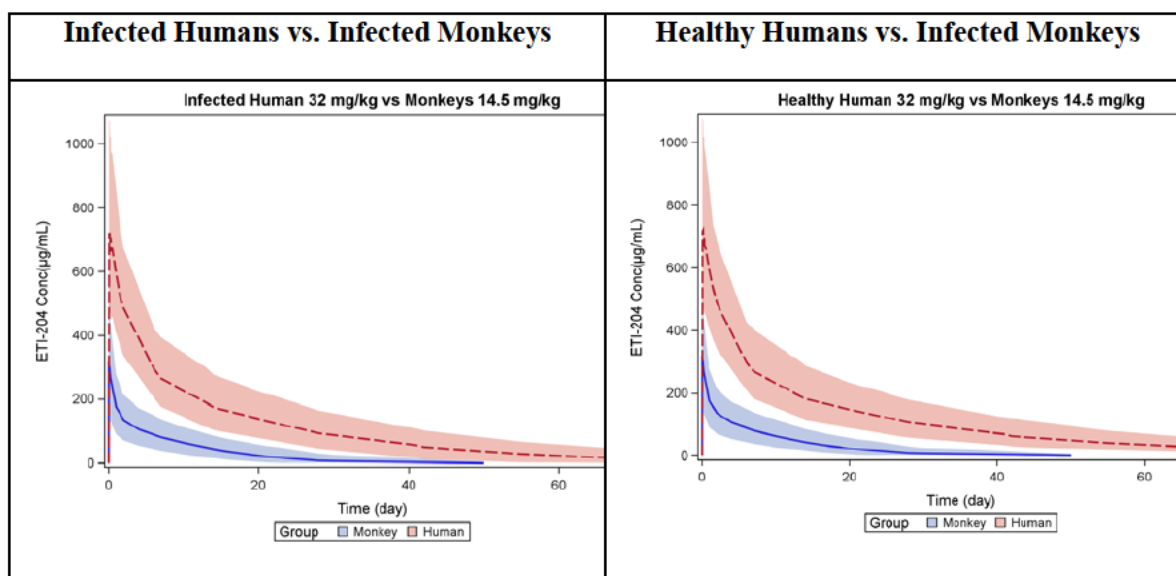 Infected Humans vs. Infected Monkeys
Healthy Humans vs. Infected Monkeys
Infected Human 32 mg/kg vs Monkeys 14.5 mg/kg
ETI-204 Conc(µg/mL)
1000
800
600
400
200
0
0 20 40 60
Time (day)
Group Monkey Human
Healthy Human 32 mg/kg vs Monkeys 14.5 mg/kg
ETI-204 Conc(µg/mL)
1000
800
600
400
200
0
0 20 40 60
Time (day)
Group Monkey Human